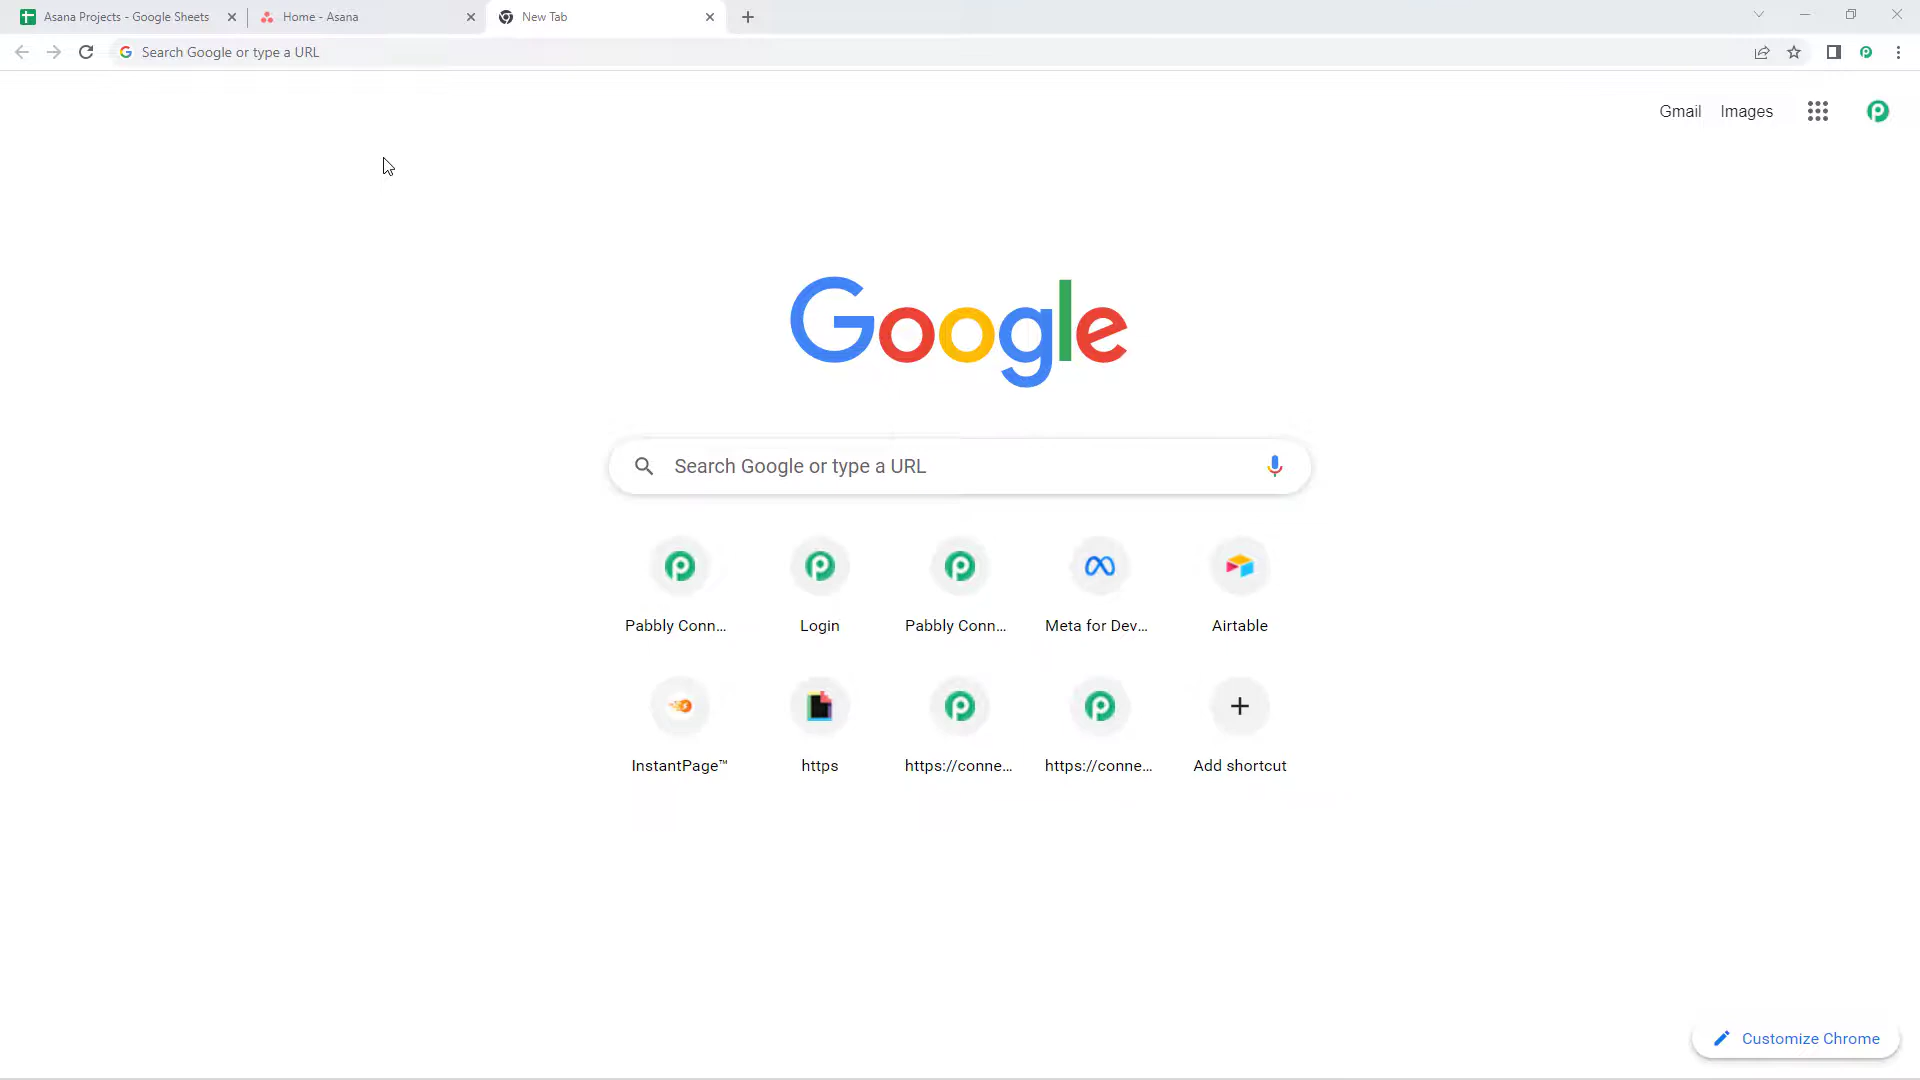 Asana Projects - Google Sheets
Home - Asana
New Tab
Search Google or type a URL
Gmail
Images
Google
Search Google or type a URL
Pabbly Conn...
Login
Pabbly Conn...
Meta for Dev...
Airtable
InstantPage™
https
https://conne...
https://conne...
Add shortcut
Customize Chrome